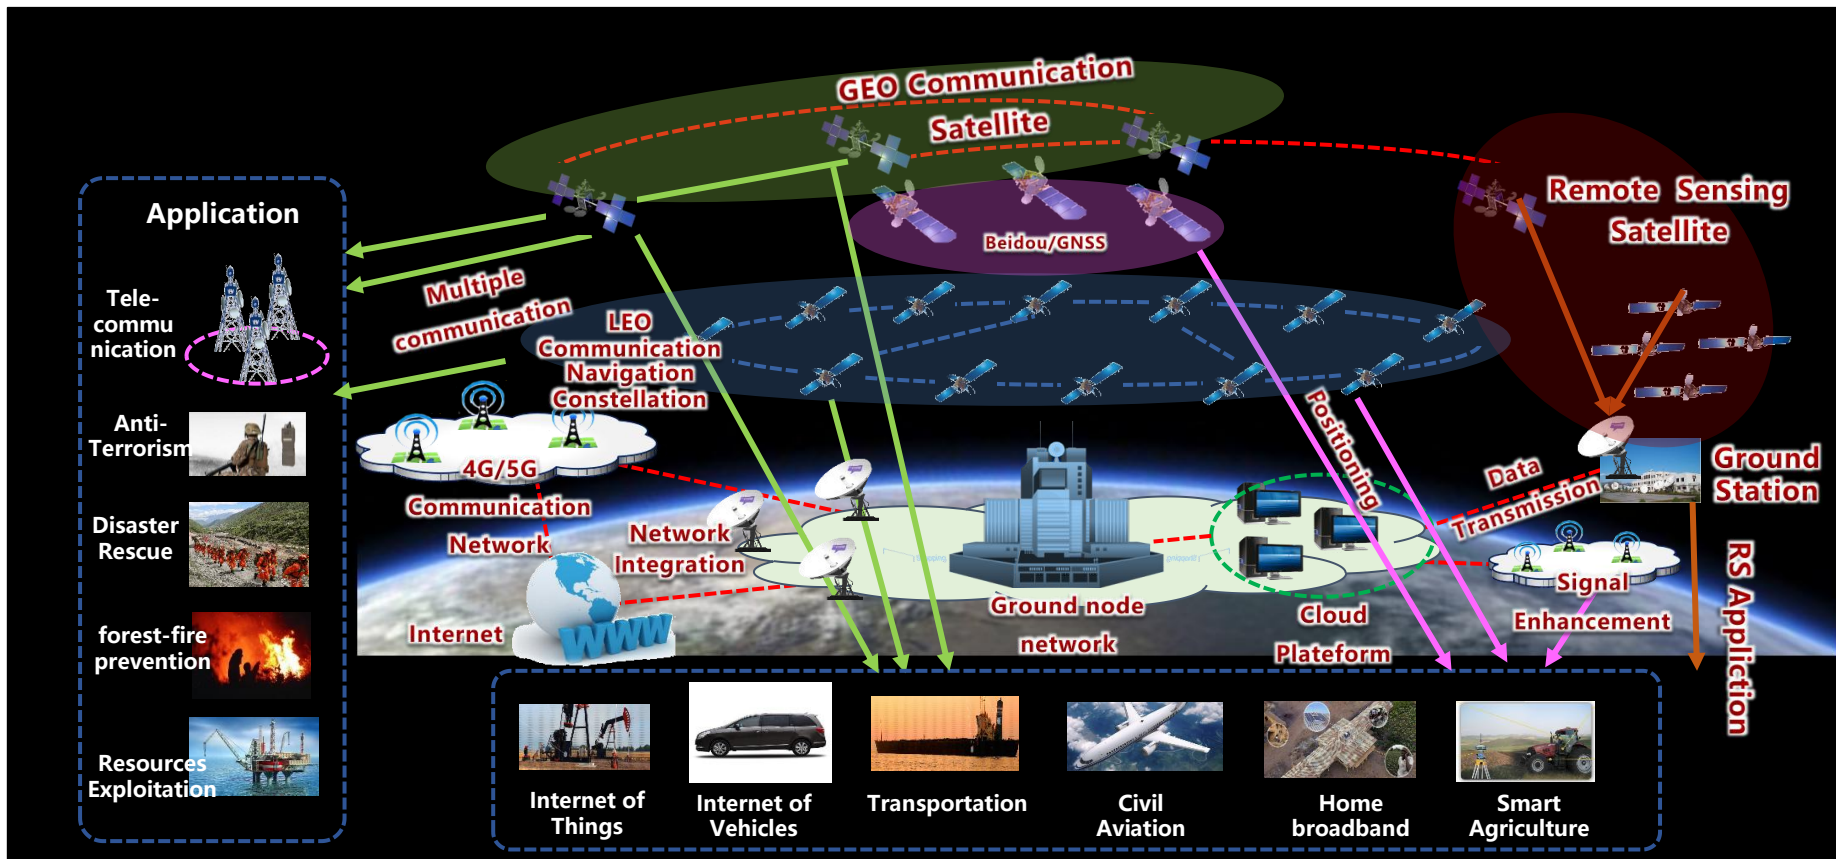 GEO Communication
Satellite
Remote Sensing
Satellite
Application
Beidou/GNSS
Multiple
communication
Tele-
commu
nication
LEO
Communication
Navigation
Constellation
Anti-
Terrorism
4G/5G
Communication
Network
Positioning
Data
Transmission
Ground
Station
Disaster
Rescue
Network
Integration
Signal
Enhancement
RS Appliction
Ground node
network
Cloud
Plateform
Internet
WWW
forest-fire
prevention
Resources
Exploitation
Internet of
Things
Internet of
Vehicles
Transportation
Civil
Aviation
Home
broadband
Smart
Agriculture